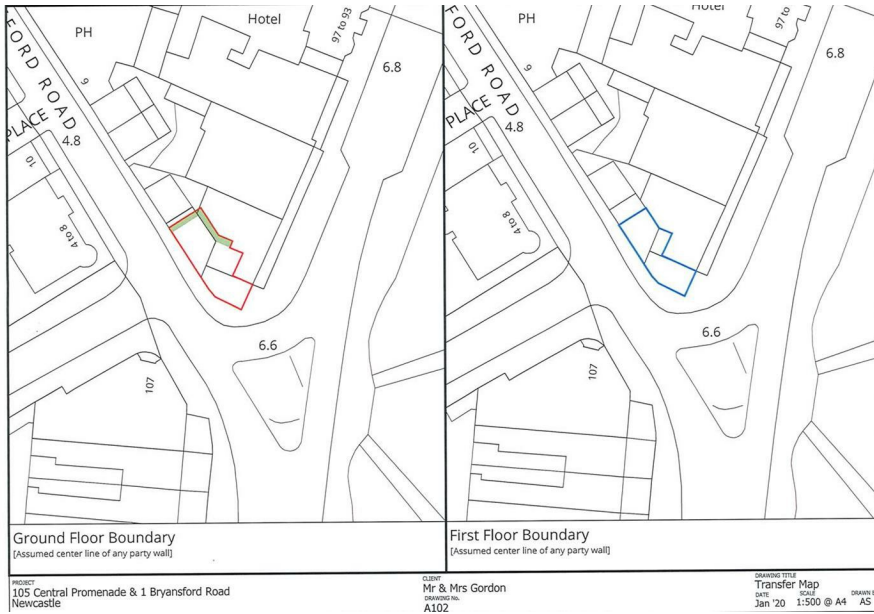 PH
Hotel
97 to 93
6.8
FORD ROAD
9
PLACE
4.8
10
4 to 8
6.6
107
Ground Floor Boundary
[Assumed center line of any party wall]
PH
Hotel
97 to
6.8
FORD ROAD
9
PLACE
4.8
10
4 to 8
6.6
107
First Floor Boundary
[Assumed center line of any party wall]
PROJECT
105 Central Promenade & 1 Bryansford Road
Newcastle
CLIENT
Mr & Mrs Gordon
DRAWING No.
A102
DRAWING TITLE
Transfer Map
DATE SCALE DRAWN
Jan '20 1:500 @ A4 AS